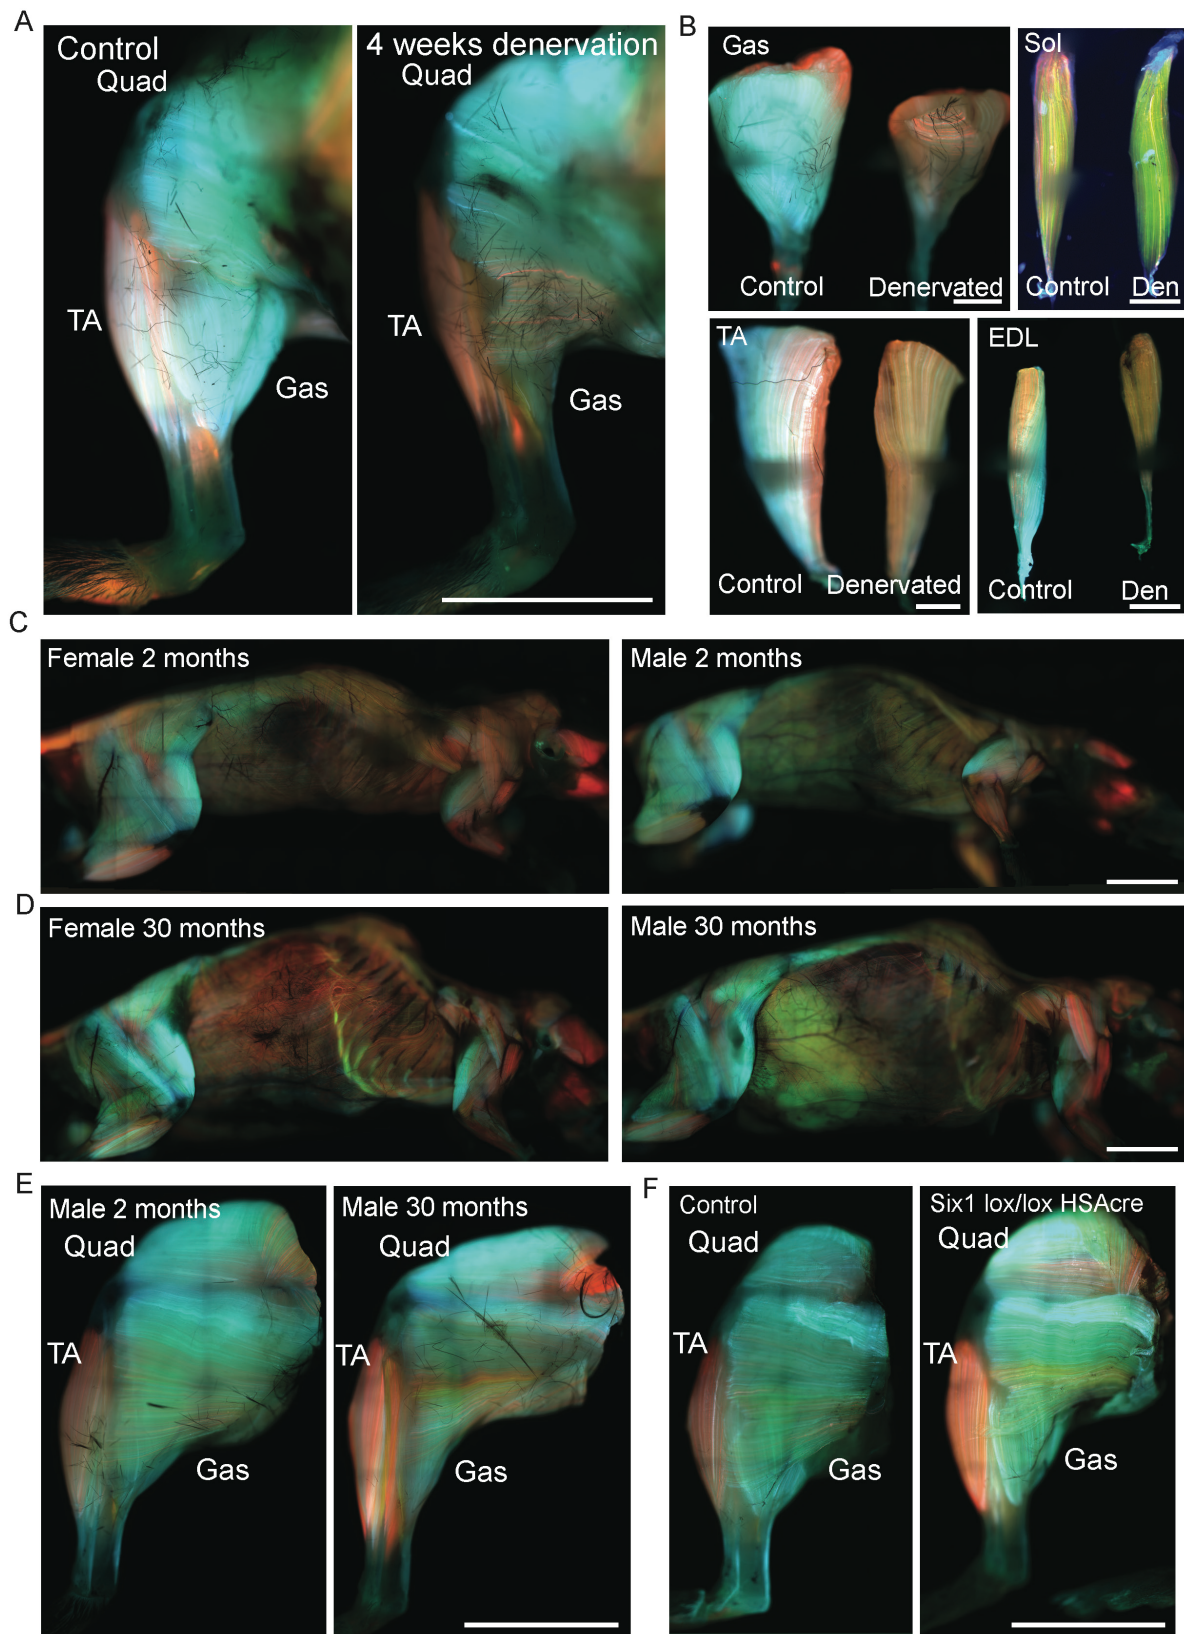 A
Control
Quad
TA
Gas
4 weeks denervation
Quad
TA
Gas
B
Gas
Control
Denervated
Sol
Control
Den
TA
Control
Denervated
EDL
Control
Den
C
Female 2 months
Male 2 months
D
Female 30 months
Male 30 months
E
Male 2 months
Quad
TA
Gas
Male 30 months
Quad
TA
Gas
F
Control
Quad
TA
Gas
Six1 lox/lox HSAcre
Quad
TA
Gas